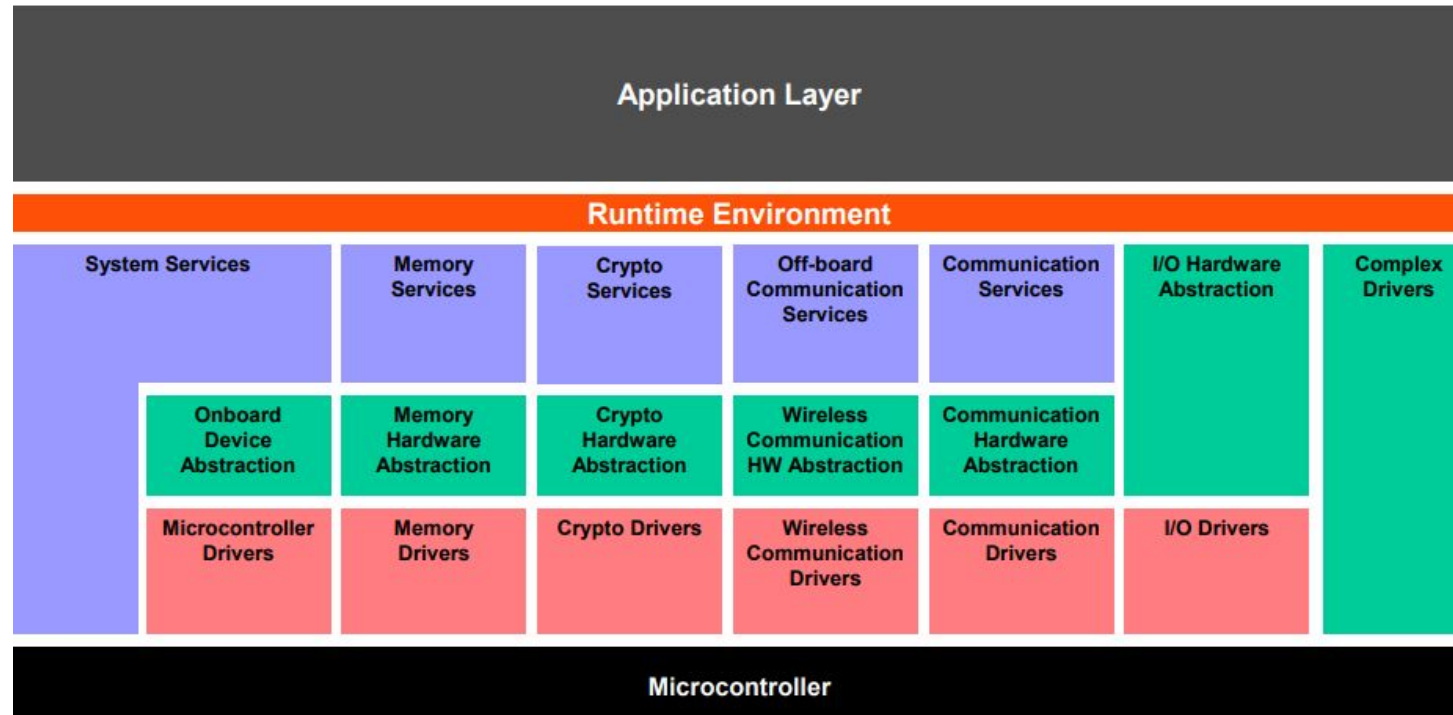 Application Layer
Runtime Environment
System Services
Memory
Services
Crypto
Services
Off-board
Communication
Services
Communication
Services
I/O Hardware
Abstraction
Complex
Drivers
Onboard
Device
Abstraction
Memory
Hardware
Abstraction
Crypto
Hardware
Abstraction
Wireless
Communication
HW Abstraction
Communication
Hardware
Abstraction
Microcontroller
Drivers
Memory
Drivers
Crypto Drivers
Wireless
Communication
Drivers
Communication
Drivers
I/O Drivers
Microcontroller